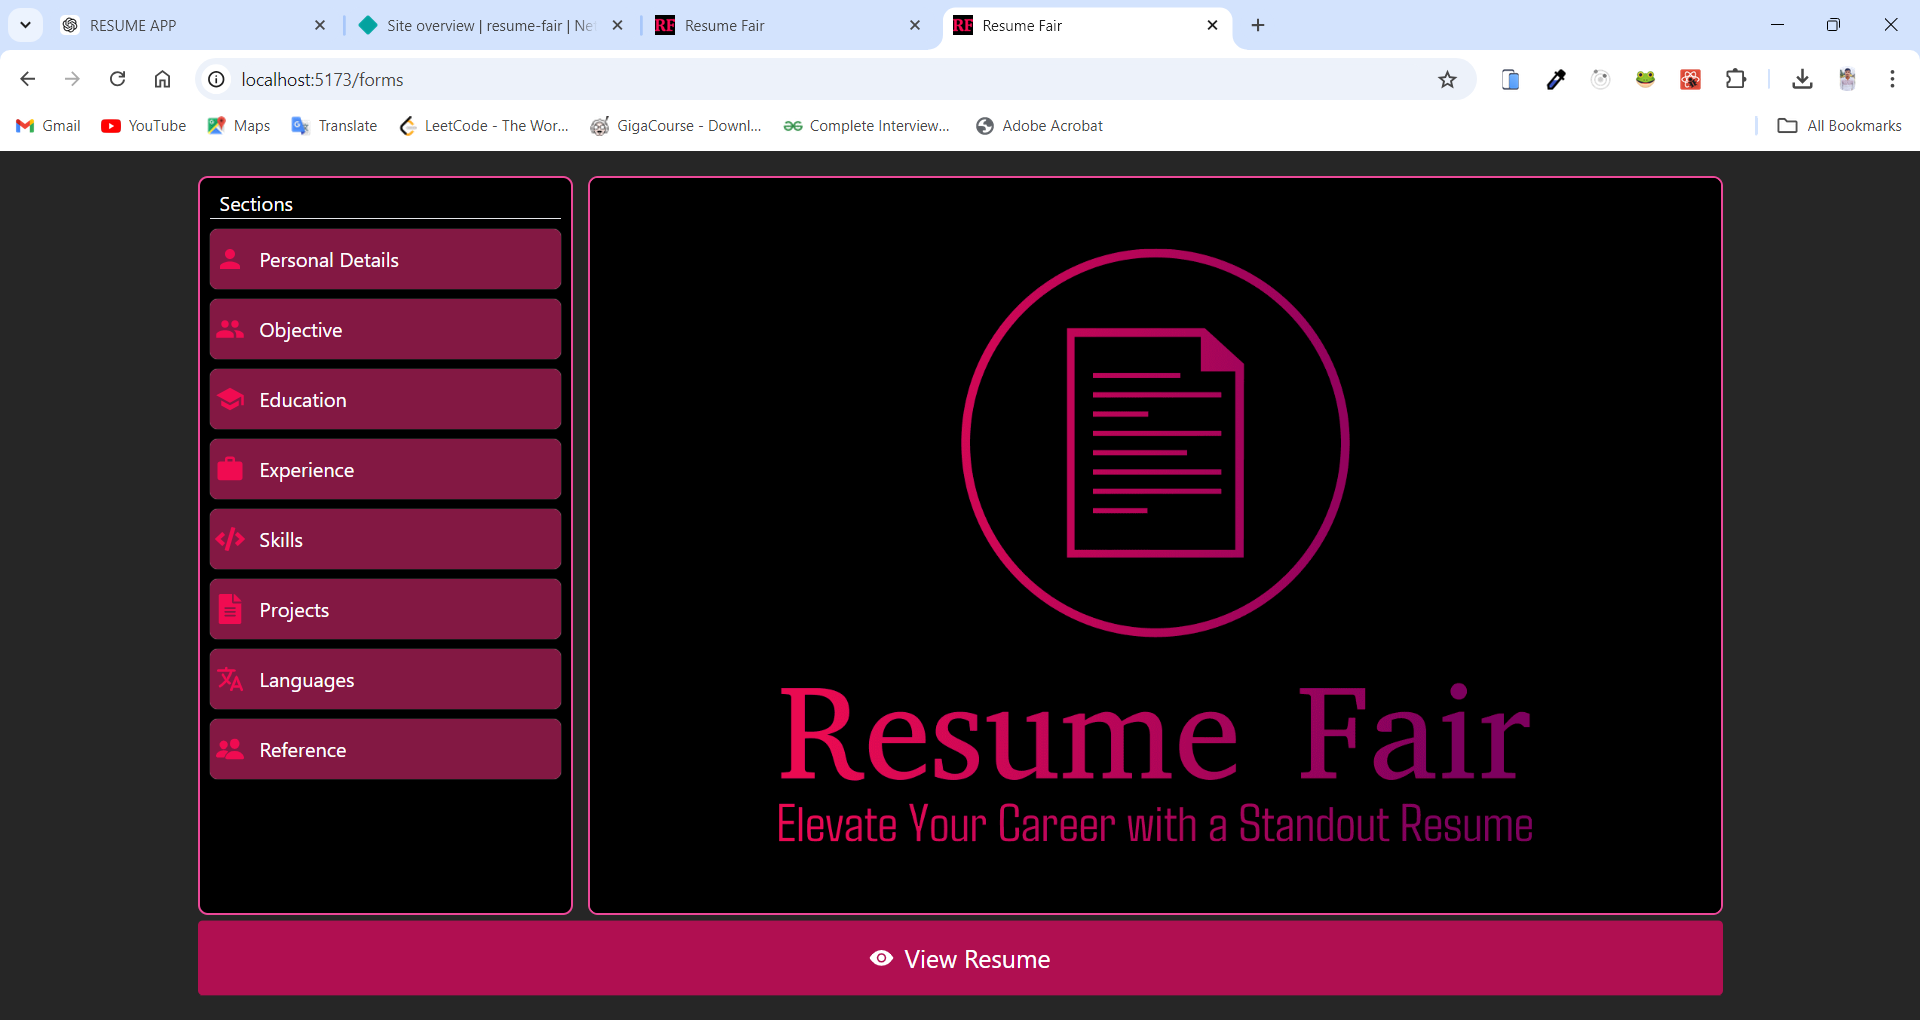 RESUME APP
Site overview | resume-fair | Net
RF Resume Fair
RF Resume Fair
localhost:5173/forms
Gmail
YouTube
Maps
Translate
LeetCode - The Wor...
GigaCourse - Downl...
Complete Interview...
Adobe Acrobat
All Bookmarks
Sections
Personal Details
Objective
Education
Experience
Skills
Projects
Languages
Reference
Resume Fair
Elevate Your Career with a Standout Resume
View Resume